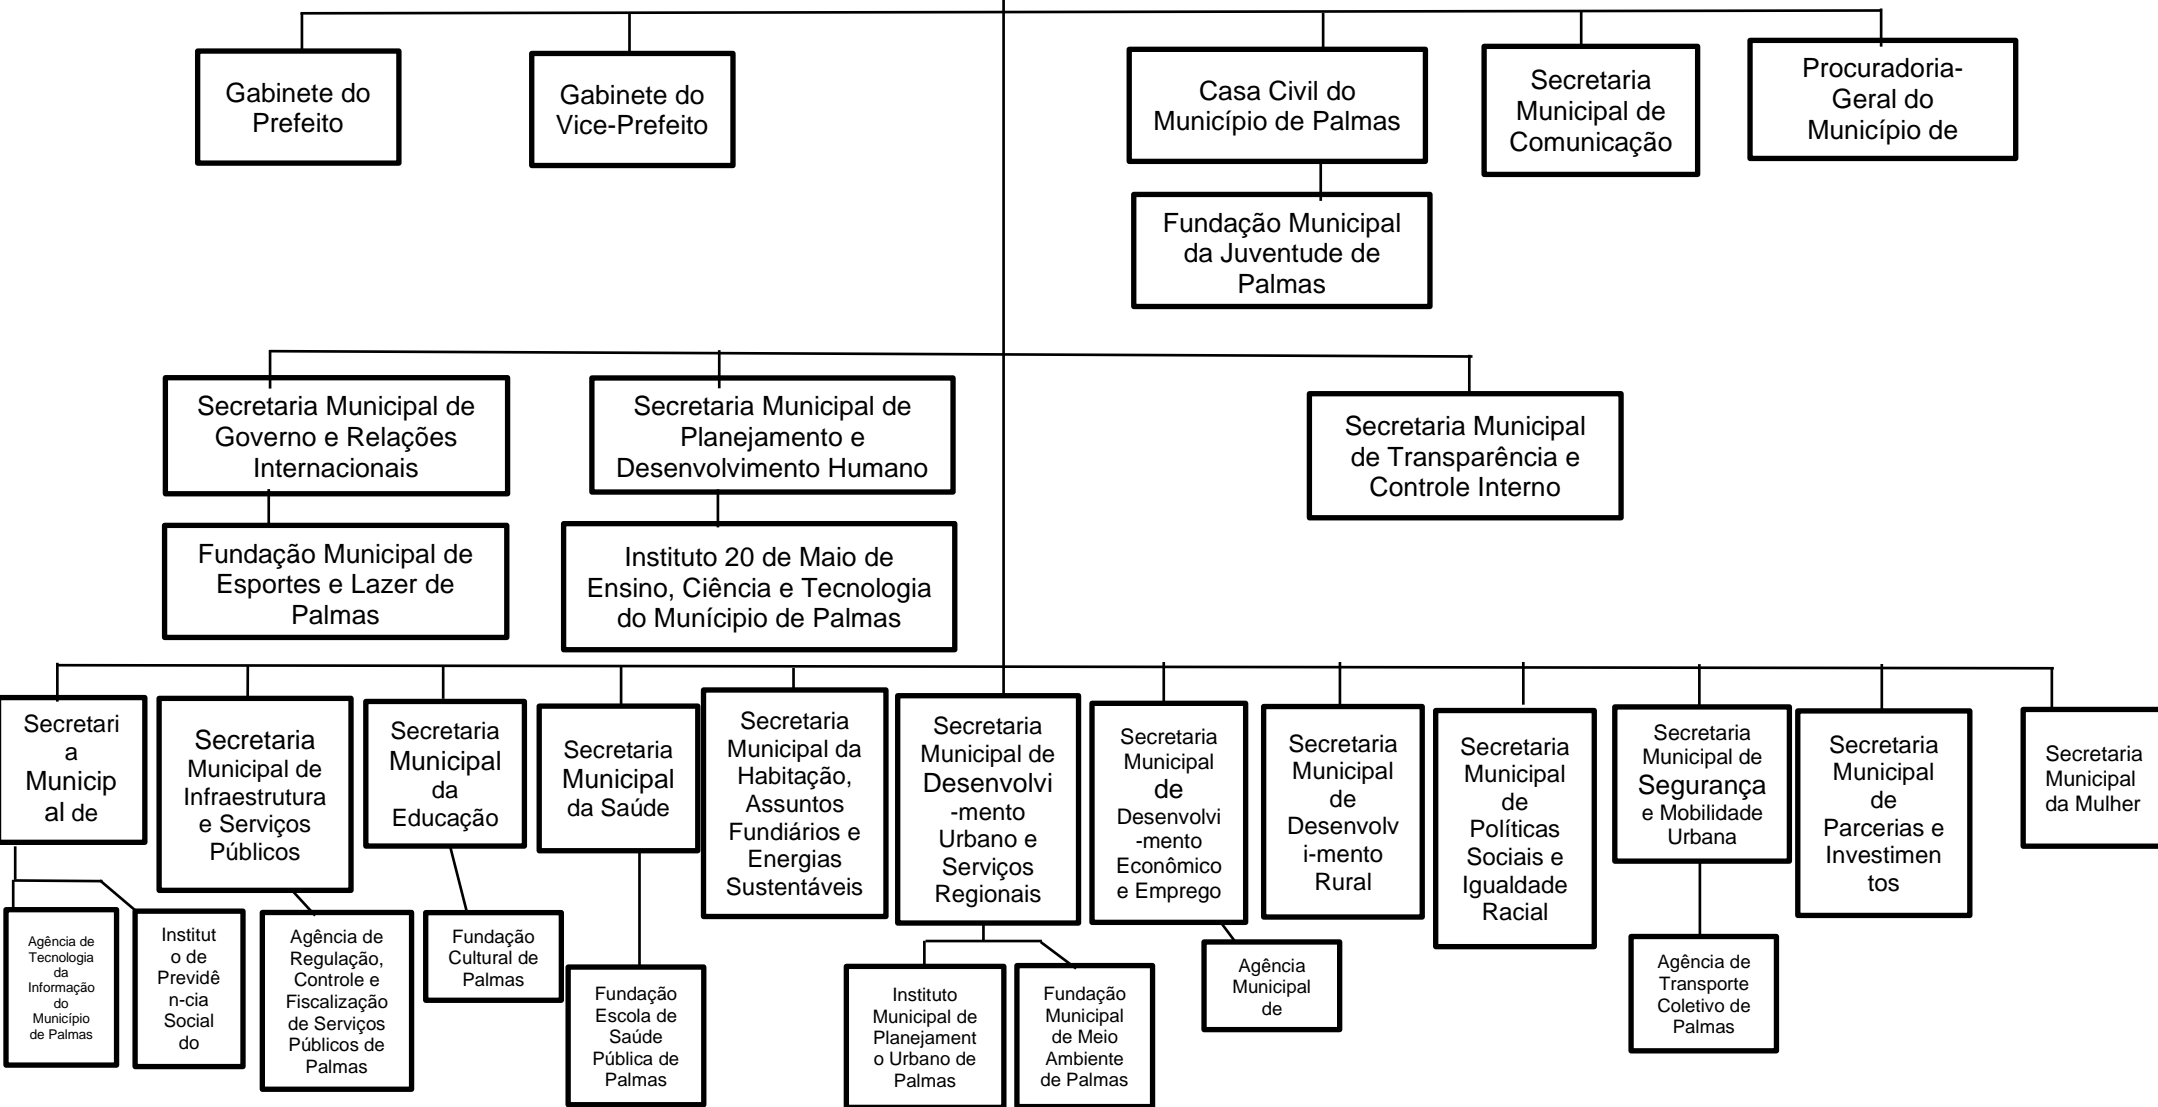 Gabinete do
Prefeito
Gabinete do
Vice-Prefeito
Casa Civil do
Município de Palmas
Secretaria
Municipal de
Comunicação
Procuradoria-
Geral do
Município de
Fundação Municipal
da Juventude de
Palmas
Secretaria Municipal de
Governo e Relações
Internacionais
Secretaria Municipal de
Planejamento e
Desenvolvimento Humano
Secretaria Municipal
de Transparência e
Controle Interno
Fundação Municipal de
Esportes e Lazer de
Palmas
Instituto 20 de Maio de
Ensino, Ciência e Tecnologia
do Munícipio de Palmas
Secretari
a
Municip
al de
Secretaria
Municipal de
Infraestrutura
e Serviços
Públicos
Secretaria
Municipal
da
Educação
Secretaria
Municipal
da Saúde
Secretaria
Municipal da
Habitação,
Assuntos
Fundiários e
Energias
Sustentáveis
Secretaria
Municipal de
Desenvolvi
-mento
Urbano e
Serviços
Regionais
Secretaria
Municipal
de
Desenvolvi
-mento
Econômico
e Emprego
Secretaria
Municipal
de
Desenvolv
i-mento
Rural
Secretaria
Municipal
de
Políticas
Sociais e
Igualdade
Racial
Secretaria
Municipal de
Segurança
e Mobilidade
Urbana
Secretaria
Municipal
de
Parcerias e
Investimen
tos
Secretaria
Municipal
da Mulher
Agência de
Tecnologia
da
Informação
do
Município
de Palmas
Institut
o de
Previdê
n-cia
Social
do
Agência de
Regulação,
Controle e
Fiscalização
de Serviços
Públicos de
Palmas
Fundação
Cultural de
Palmas
Fundação
Escola de
Saúde
Pública de
Palmas
Instituto
Municipal de
Planejament
o Urbano de
Palmas
Fundação
Municipal
de Meio
Ambiente
de Palmas
Agência
Municipal
de
Agência de
Transporte
Coletivo de
Palmas